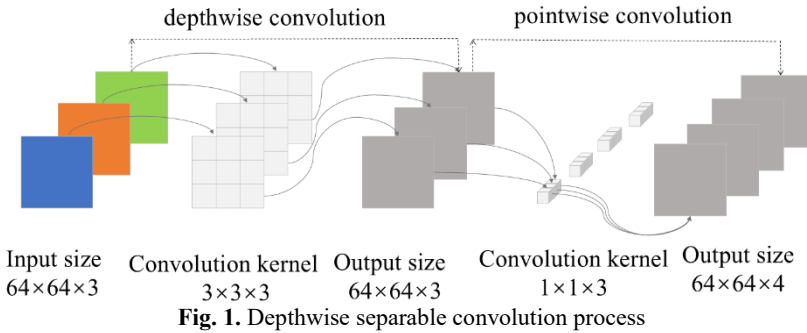 depthwise convolution pointwise convolution
Input size Convolution kernel Output size Convolution kernel Output size
64×64×3 3×3×3 64×64×3 1×1×3 64×64×4
Fig. 1. Depthwise separable convolution process